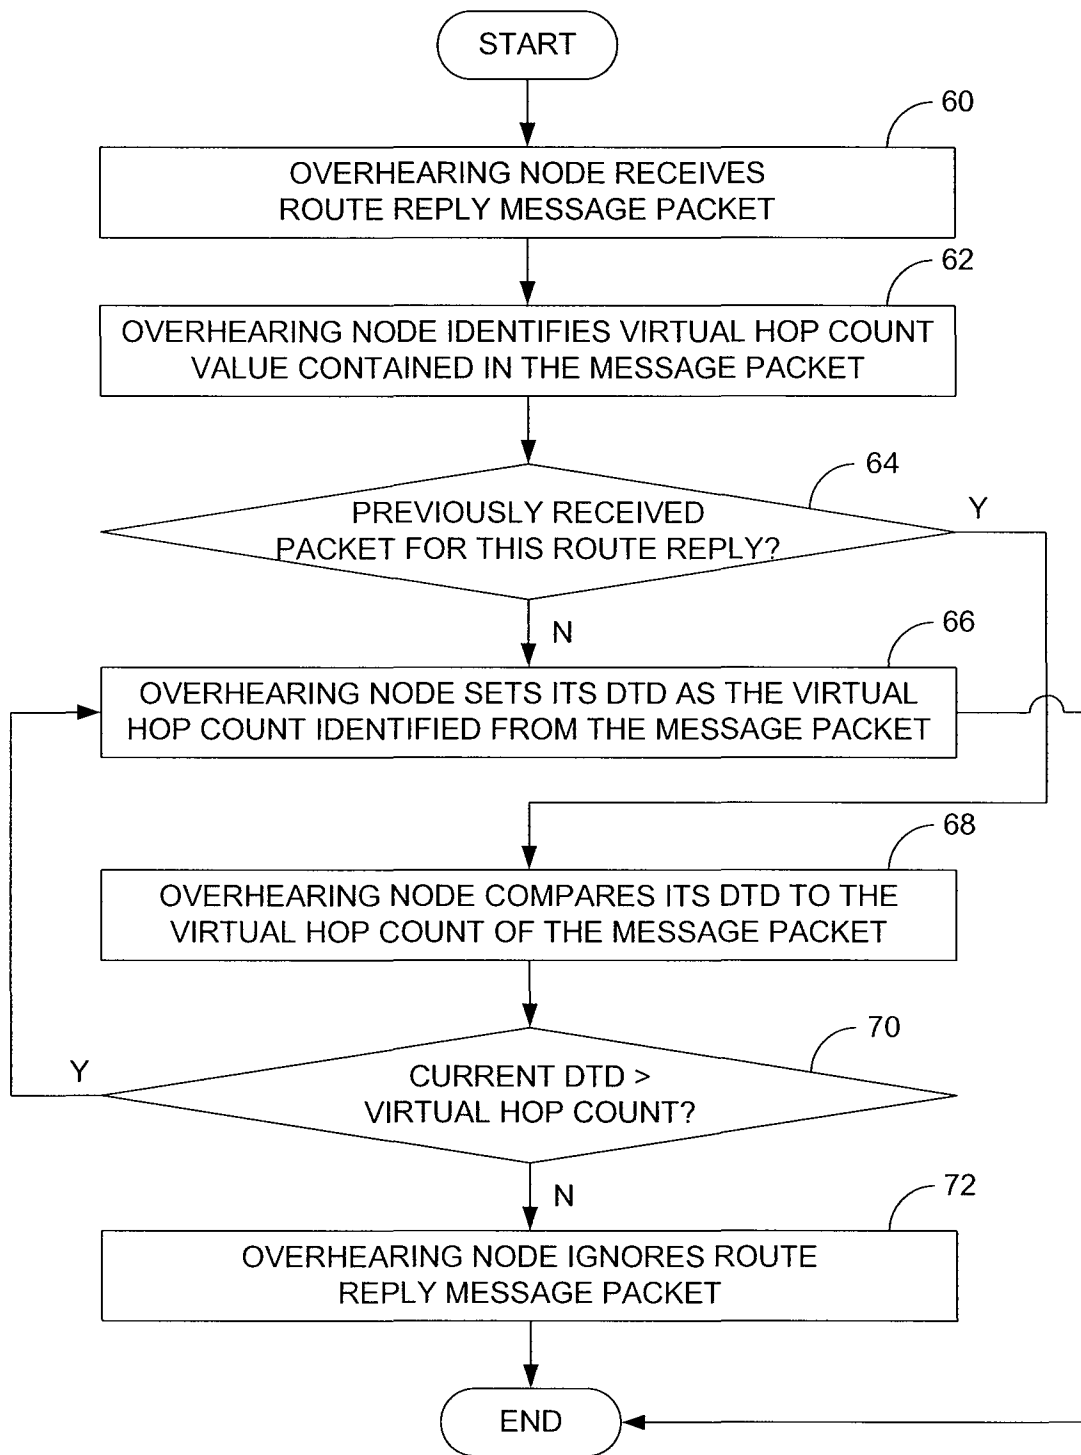 START
60
OVERHEARING NODE RECEIVES
ROUTE REPLY MESSAGE PACKET
62
OVERHEARING NODE IDENTIFIES VIRTUAL HOP COUNT
VALUE CONTAINED IN THE MESSAGE PACKET
64
PREVIOUSLY RECEIVED
PACKET FOR THIS ROUTE REPLY?
Y
N
66
OVERHEARING NODE SETS ITS DTD AS THE VIRTUAL
HOP COUNT IDENTIFIED FROM THE MESSAGE PACKET
68
OVERHEARING NODE COMPARES ITS DTD TO THE
VIRTUAL HOP COUNT OF THE MESSAGE PACKET
70
Y
CURRENT DTD >
VIRTUAL HOP COUNT?
N
72
OVERHEARING NODE IGNORES ROUTE
REPLY MESSAGE PACKET
END